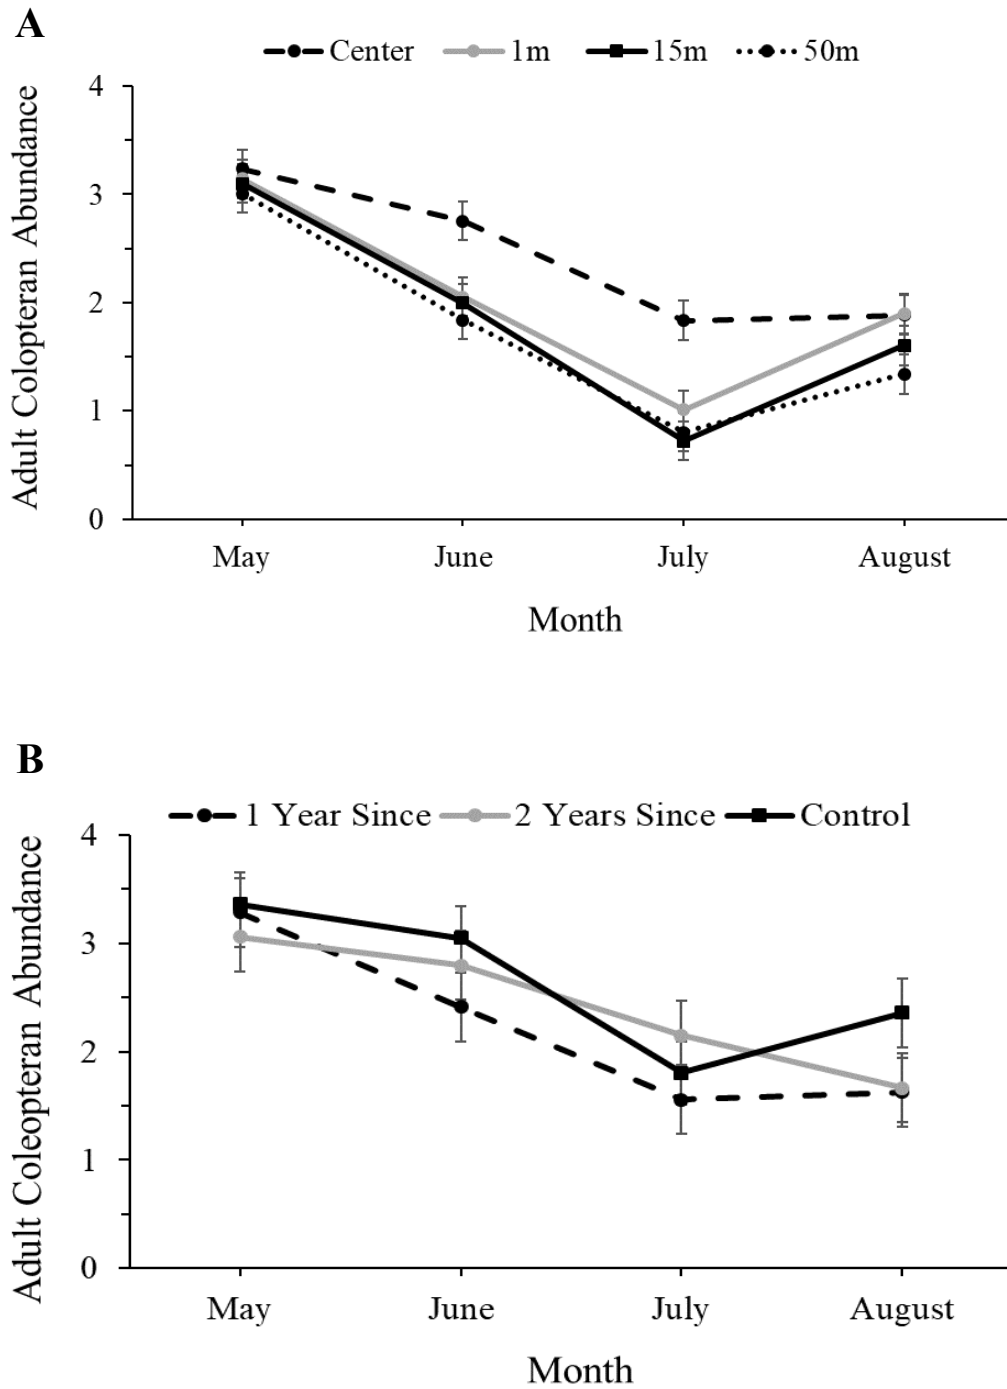 A
Center 1m 15m 50m
Adult Colopteran Abundance
4
3
2
1
0
May June July August
Month
B
1 Year Since 2 Years Since Control
Adult Coleopteran Abundance
4
3
2
1
0
May June July August
Month